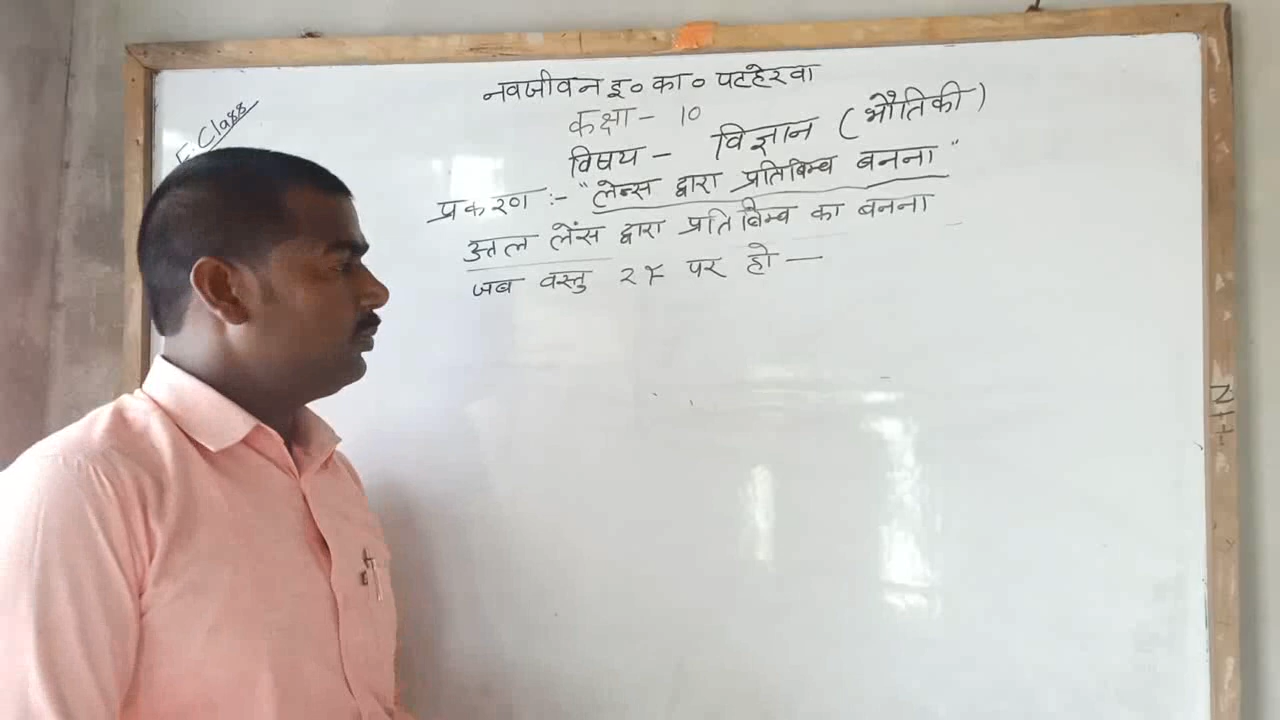 नवजीवन इ० का० पटहेरवा
E.Class
कक्षा - 10
विषय - विज्ञान (भौतिकी)
प्रकरण :- "लेन्स द्वारा प्रतिबिम्ब बनना"
उत्तल लेंस द्वारा प्रतिबिम्ब का बनना
जब वस्तु 2F पर हो -